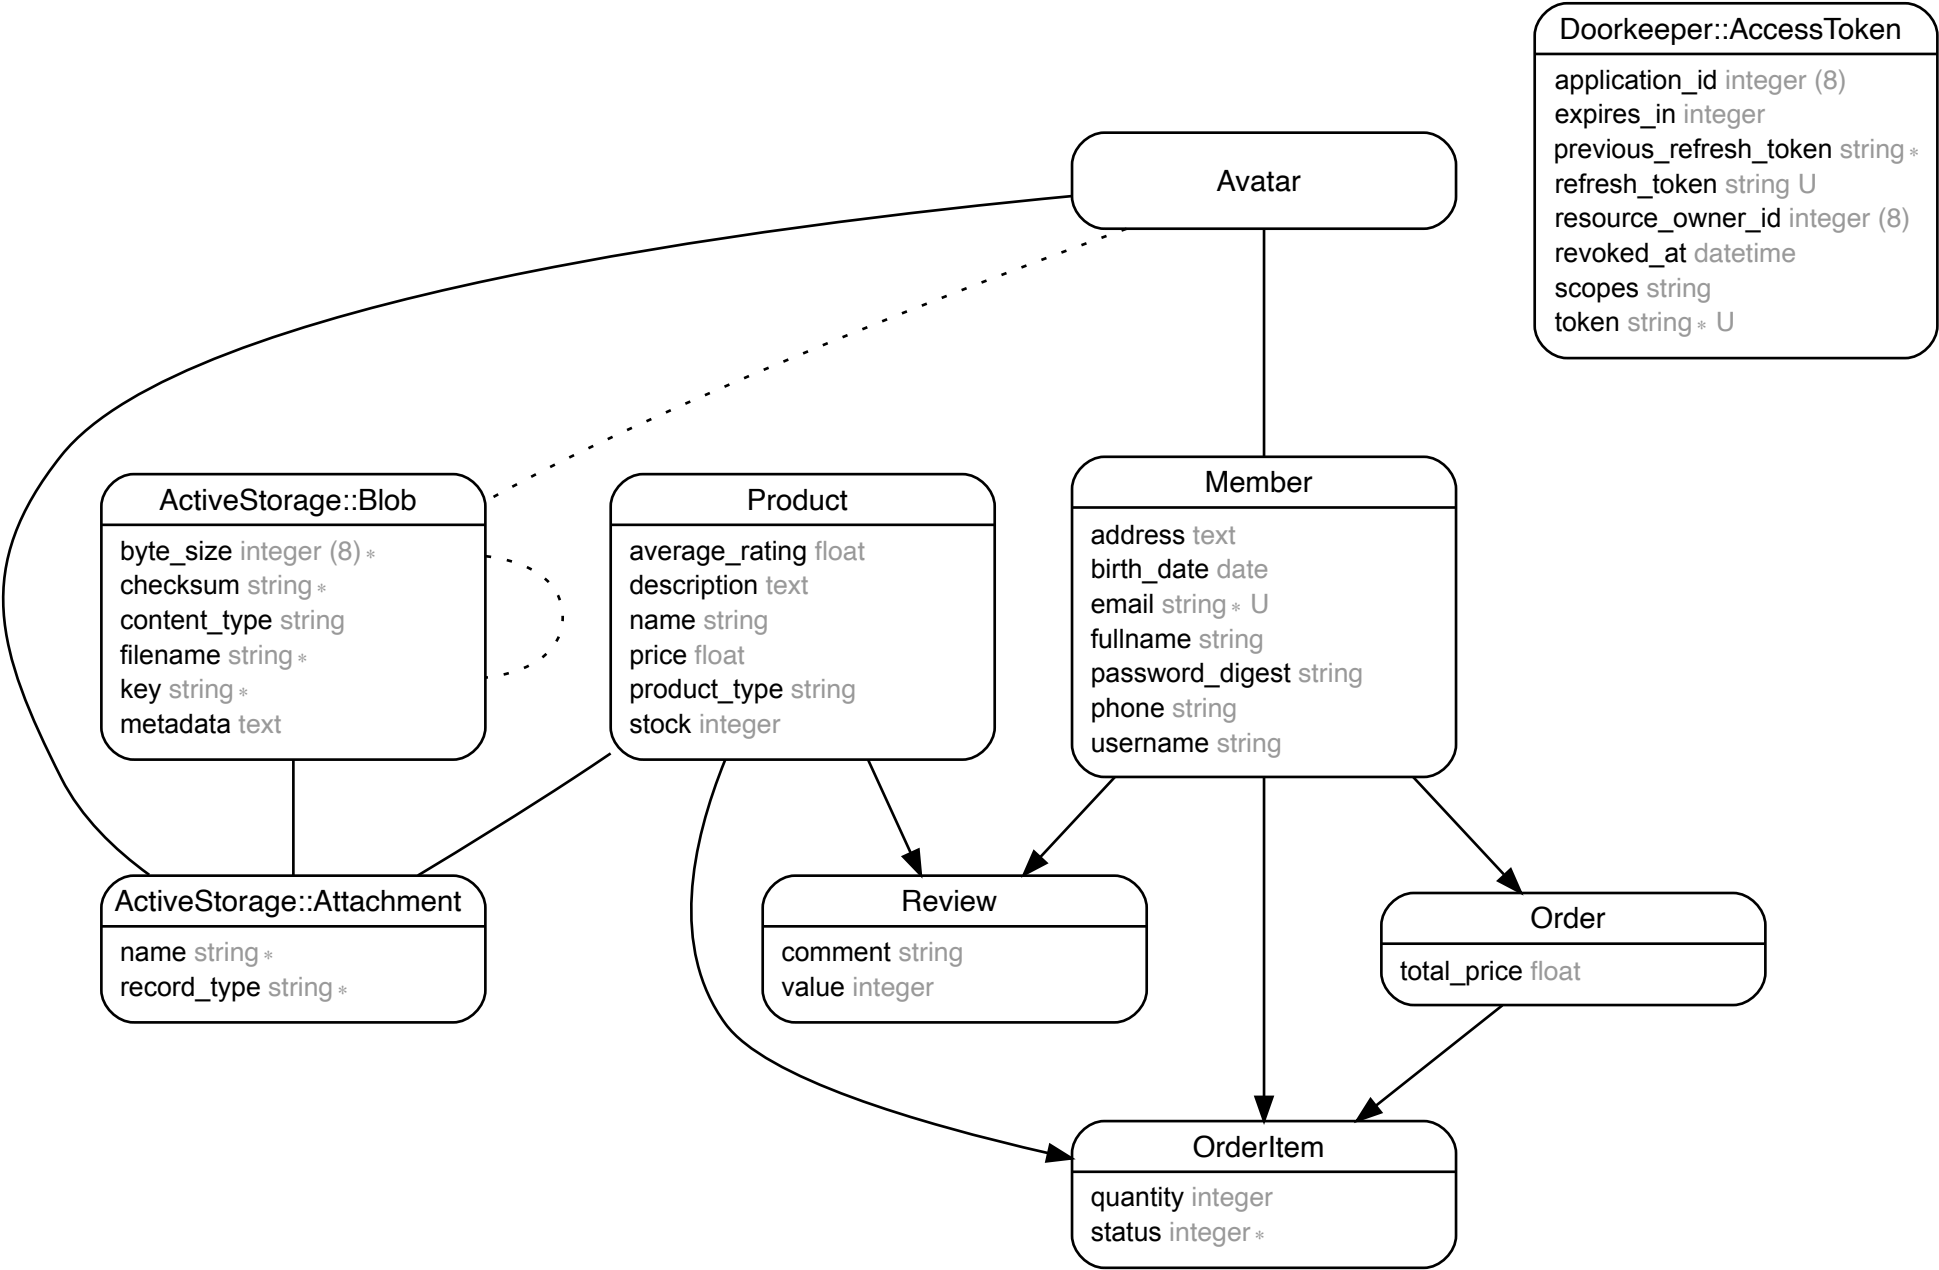 Doorkeeper::AccessToken
application_id integer (8)
expires_in integer
previous_refresh_token string *
refresh_token string U
resource_owner_id integer (8)
revoked_at datetime
scopes string
token string * U
Avatar
ActiveStorage::Blob
byte_size integer (8) *
checksum string *
content_type string
filename string *
key string *
metadata text
Product
average_rating float
description text
name string
price float
product_type string
stock integer
Member
address text
birth_date date
email string * U
fullname string
password_digest string
phone string
username string
ActiveStorage::Attachment
name string *
record_type string *
Review
comment string
value integer
Order
total_price float
OrderItem
quantity integer
status integer *